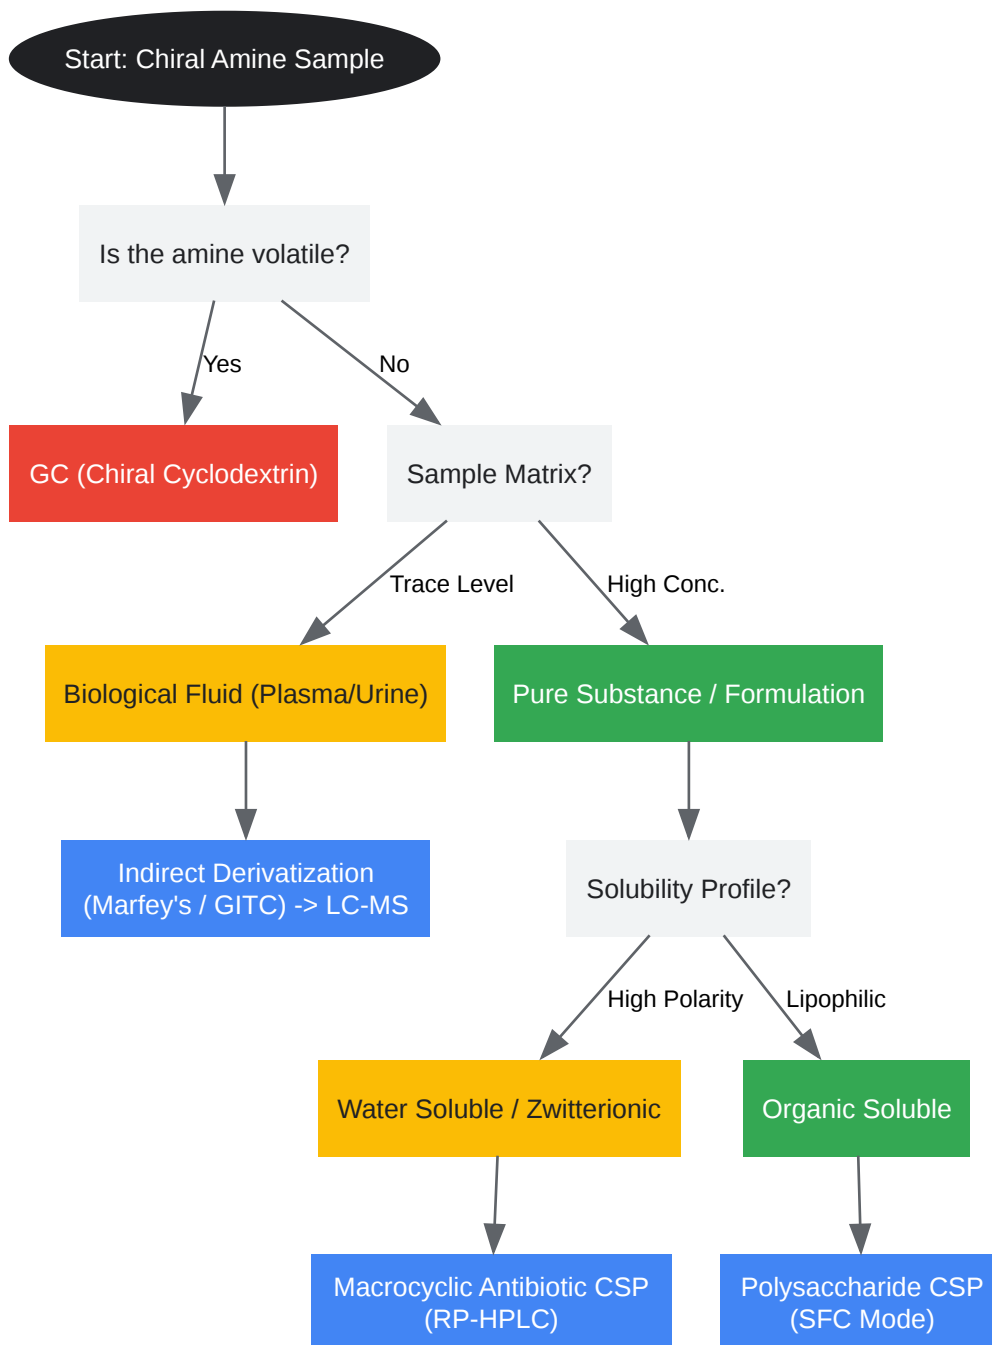 Start: Chiral Amine Sample
Is the amine volatile?
Yes
No
GC (Chiral Cyclodextrin)
Sample Matrix?
Trace Level
High Conc.
Biological Fluid (Plasma/Urine)
Pure Substance / Formulation
Indirect Derivatization
(Marfey's / GITC) -> LC-MS
Solubility Profile?
High Polarity
Lipophilic
Water Soluble / Zwitterionic
Organic Soluble
Macrocyclic Antibiotic CSP
(RP-HPLC)
Polysaccharide CSP
(SFC Mode)